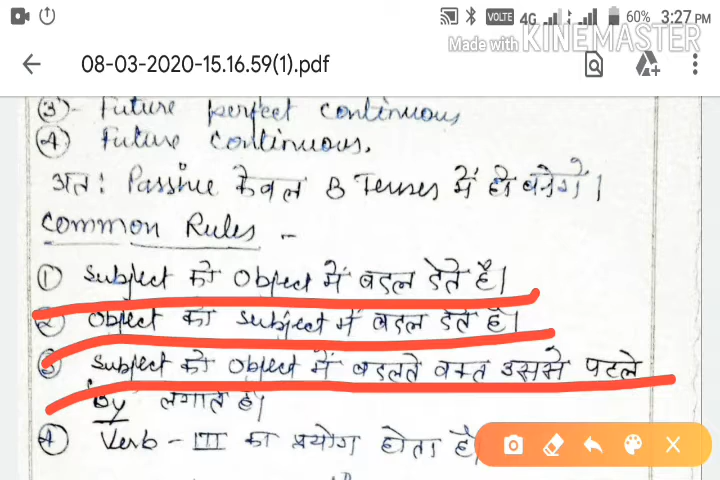 VOLTE 4G 60% 3:27 PM
Made with KINEMASTER
08-03-2020-15.16.59(1).pdf
③ Future perfect continuous
④ Future continuous.
अतः Passive केवल 8 Tenses में ही बनेगें।
Common Rules -
① Subject को Object में बदल देते है।
② Object को Subject में बदल देते है।
③ Subject को Object में बदलते वक्त उससे पहले
By लगाते है।
④ Verb - III का प्रयोग होता है